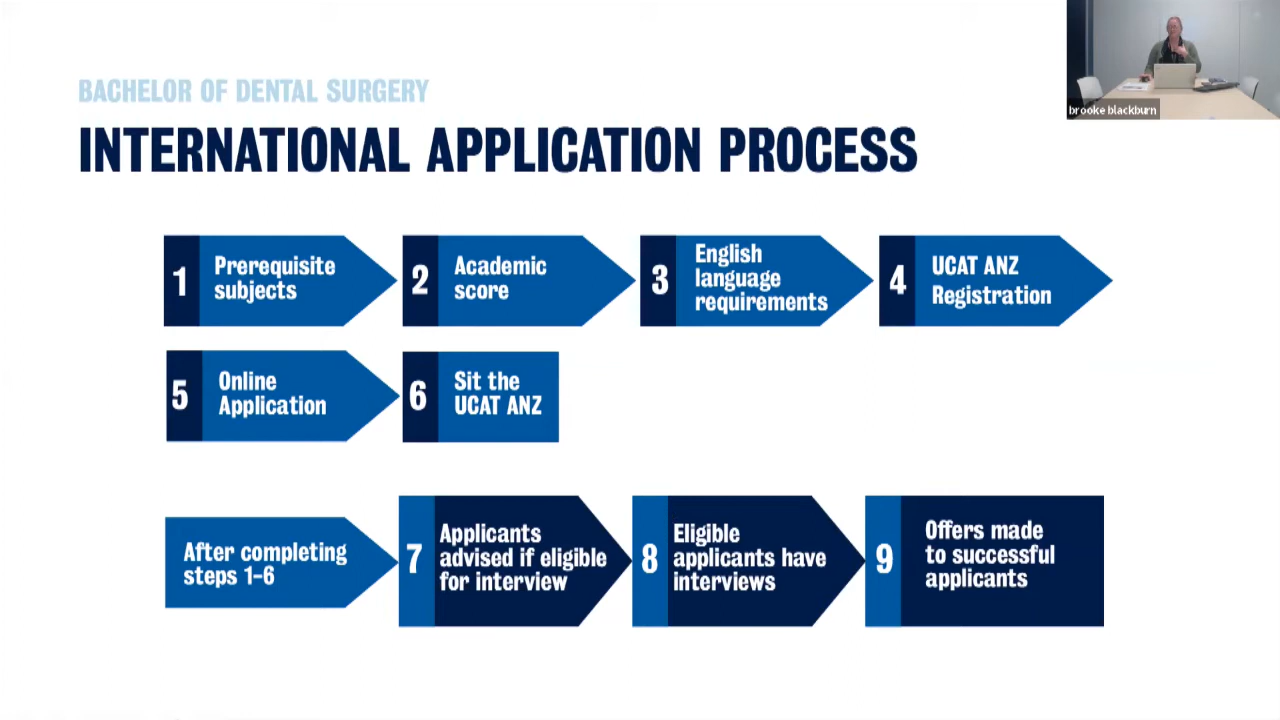 BACHELOR OF DENTAL SURGERY
INTERNATIONAL APPLICATION PROCESS
brooke blackburn
1
Prerequisite
subjects
2
Academic
score
3
English
language
requirements
4
UCAT ANZ
Registration
5
Online
Application
6
Sit the
UCAT ANZ
After completing
steps 1-6
7
Applicants
advised if eligible
for interview
8
Eligible
applicants have
interviews
9
Offers made
to successful
applicants